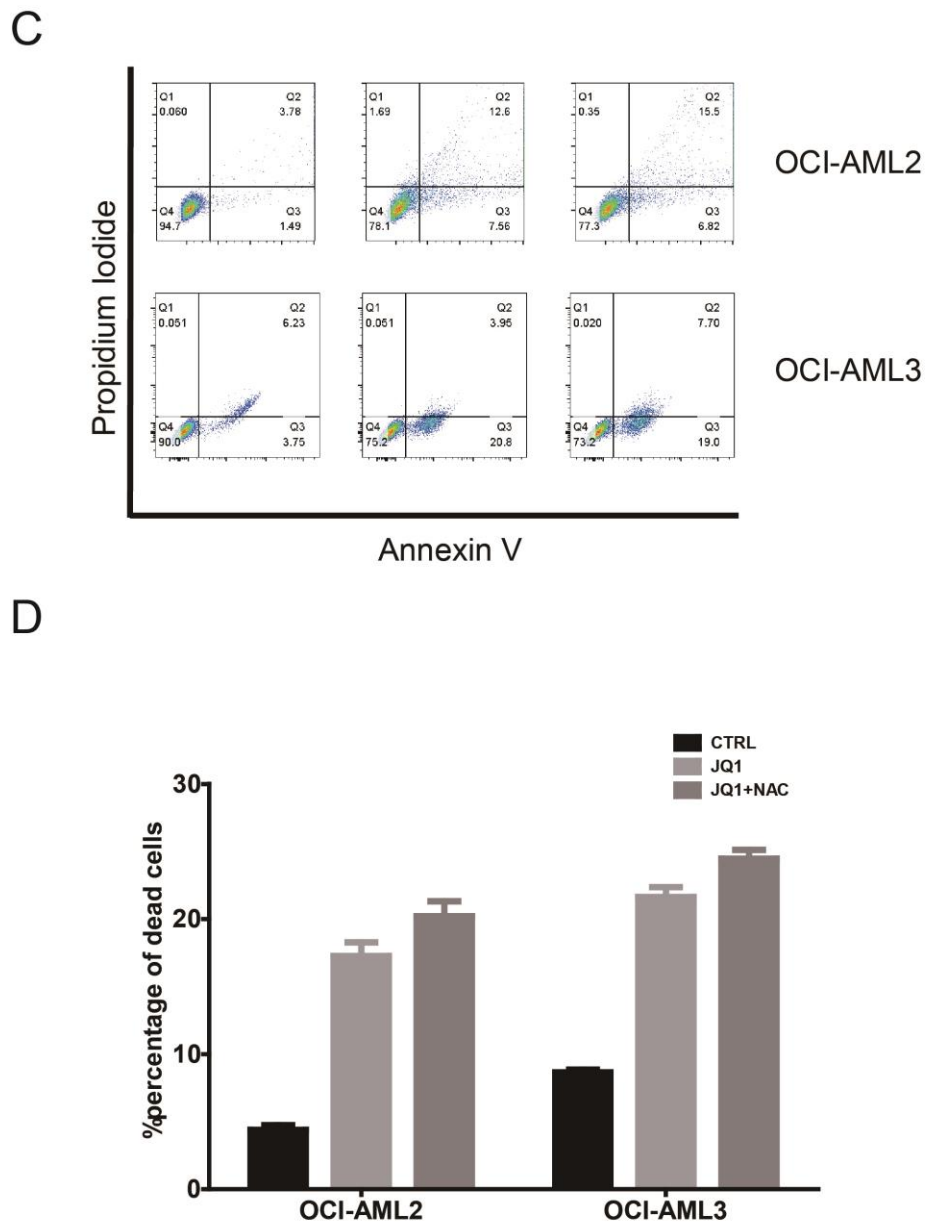 C
Q1
0.060
Q2
3.78
Q4
94.7
Q3
1.49
Q1
1.69
Q2
12.6
Q4
78.1
Q3
7.56
Q1
0.35
Q2
15.5
Q4
77.3
Q3
6.82
OCI-AML2
Q1
0.051
Q2
6.23
Q4
90.0
Q3
3.75
Q1
0.051
Q2
3.95
Q4
75.2
Q3
20.8
Q1
0.020
Q2
7.70
Q4
73.2
Q3
19.0
OCI-AML3
Propidium Iodide
Annexin V
D
CTRL
JQ1
JQ1+NAC
%percentage of dead cells
30
20
10
0
OCI-AML2
OCI-AML3